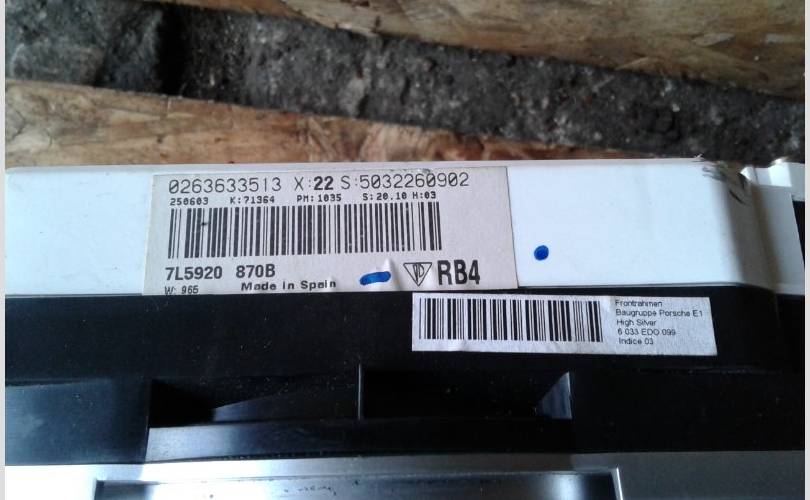 0263633513 X:22 S:5032260902
250603 K:71364 PM:1035 S:20.10 H:03
7L5920 870B
RB4
W: 965 Made in Spain
Frontrahmen
Baugruppe Porsche E1
High Silver
6 033 EDO 099
Indice 03